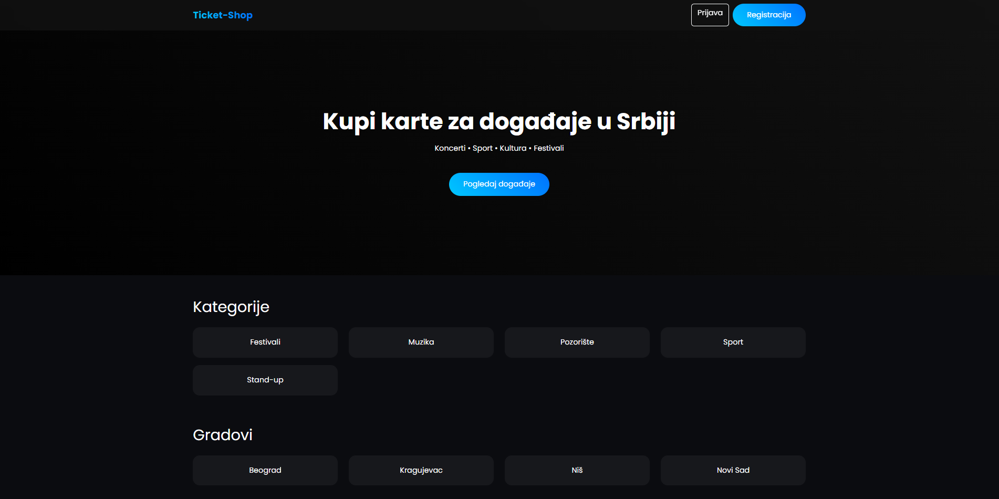 Ticket-Shop
Prijava
Registracija
Kupi karte za događaje u Srbiji
Koncerti • Sport • Kultura • Festivali
Pogledaj događaje
Kategorije
Festivali
Muzika
Pozorište
Sport
Stand-up
Gradovi
Beograd
Kragujevac
Niš
Novi Sad